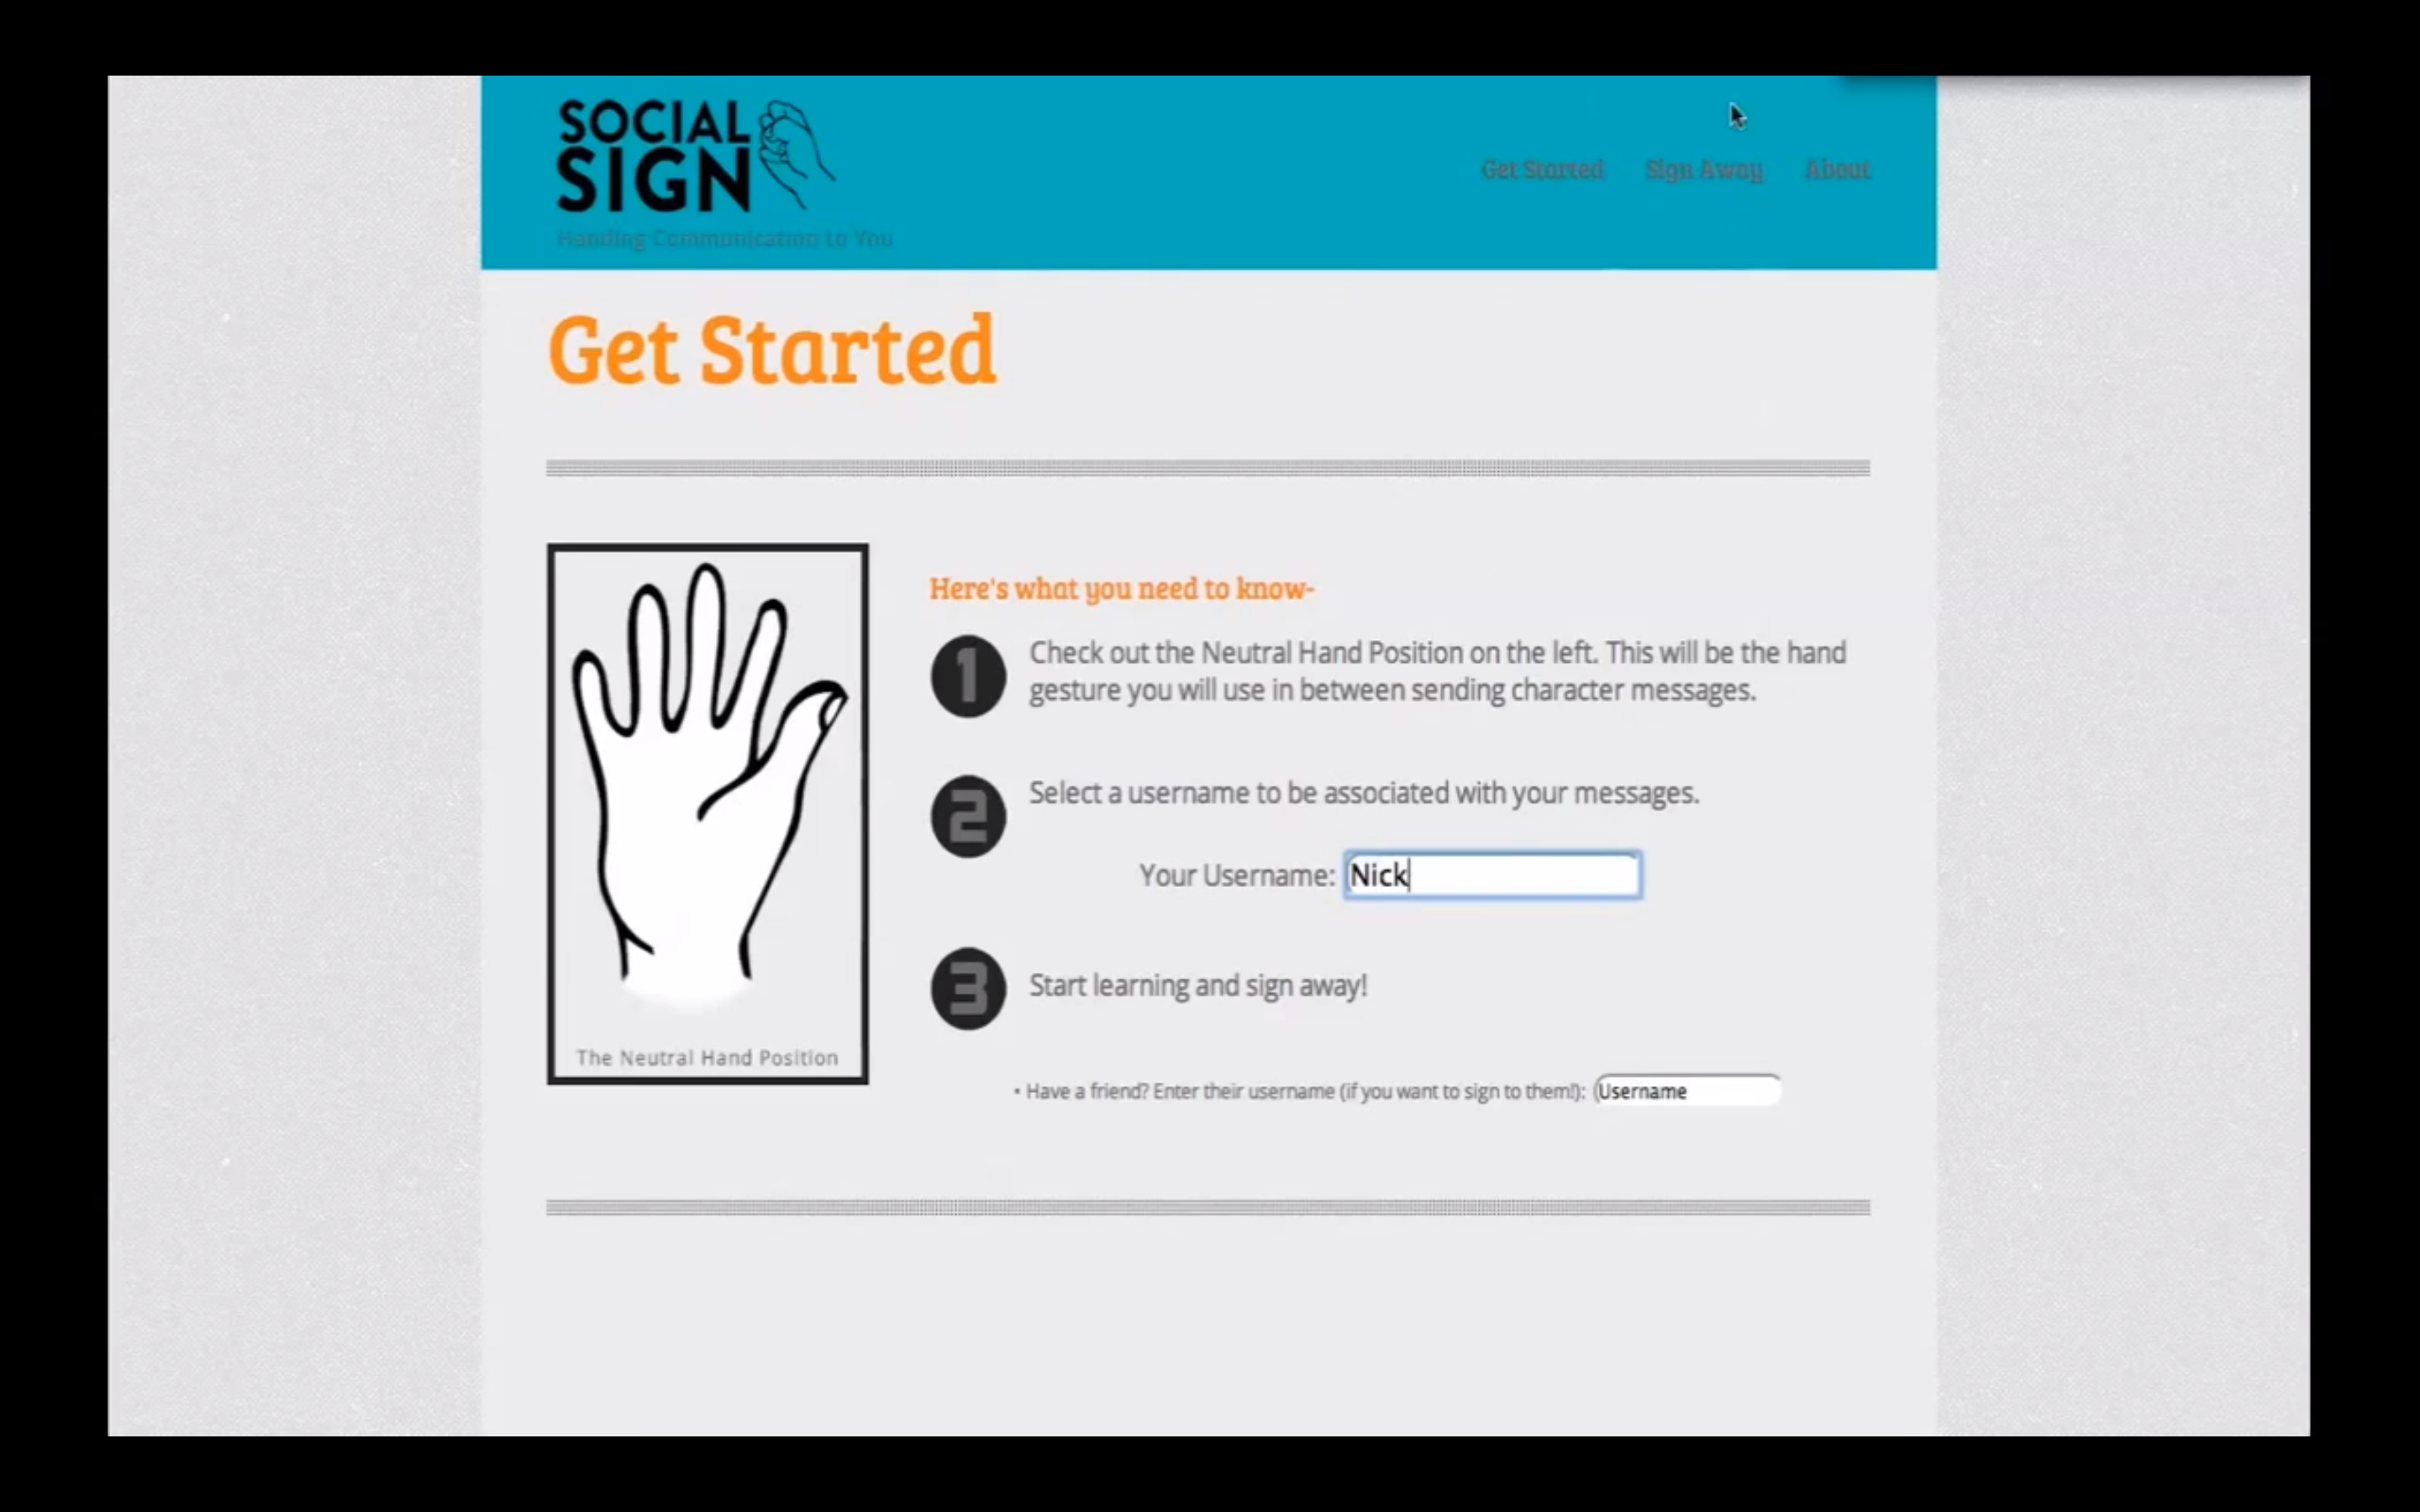 SOCIAL
SIGN
Handing Communication to You
Get Started Sign Away About
Get Started
The Neutral Hand Position
Here's what you need to know-
1 Check out the Neutral Hand Position on the left. This will be the hand
gesture you will use in between sending character messages.
2 Select a username to be associated with your messages.
Your Username: Nick
3 Start learning and sign away!
• Have a friend? Enter their username (if you want to sign to them!): Username